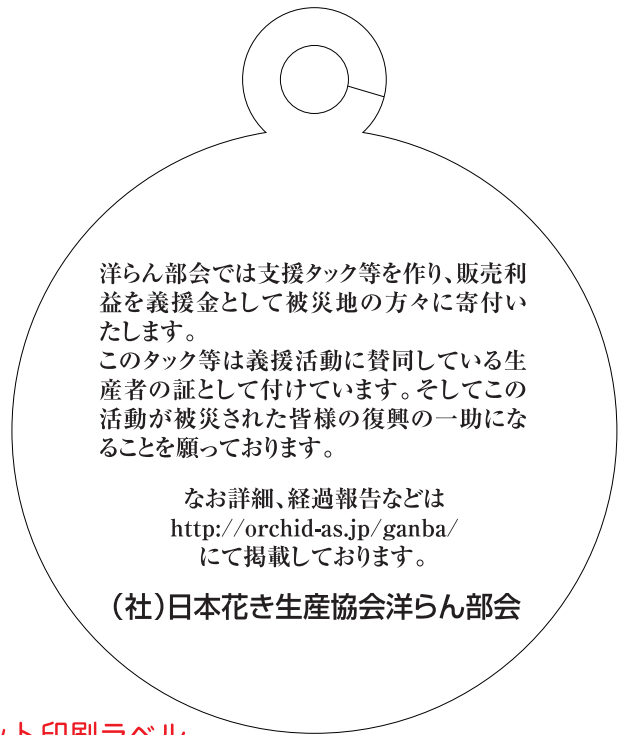 洋らん部会では支援タック等を作り、販売利
益を義援金として被災地の方々に寄付い
たします。
このタック等は義援活動に賛同している生
産者の証として付けています。そしてこの
活動が被災された皆様の復興の一助にな
ることを願っております。
なお詳細、経過報告などは
http://orchid-as.jp/ganba/
にて掲載しております。
（社）日本花き生産協会洋らん部会
ット印刷ラベル